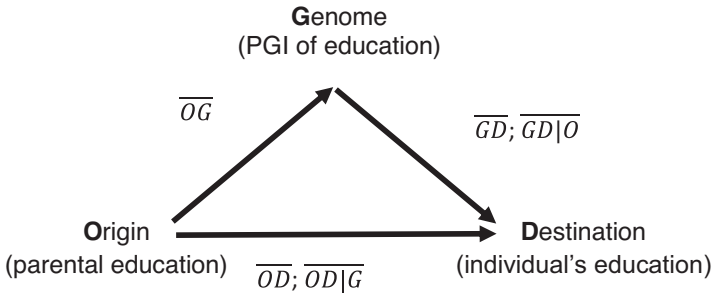 Genome
(PGI of education)
OG
GD; GD|O
Origin
(parental education)
OD; OD|G
Destination
(individual's education)